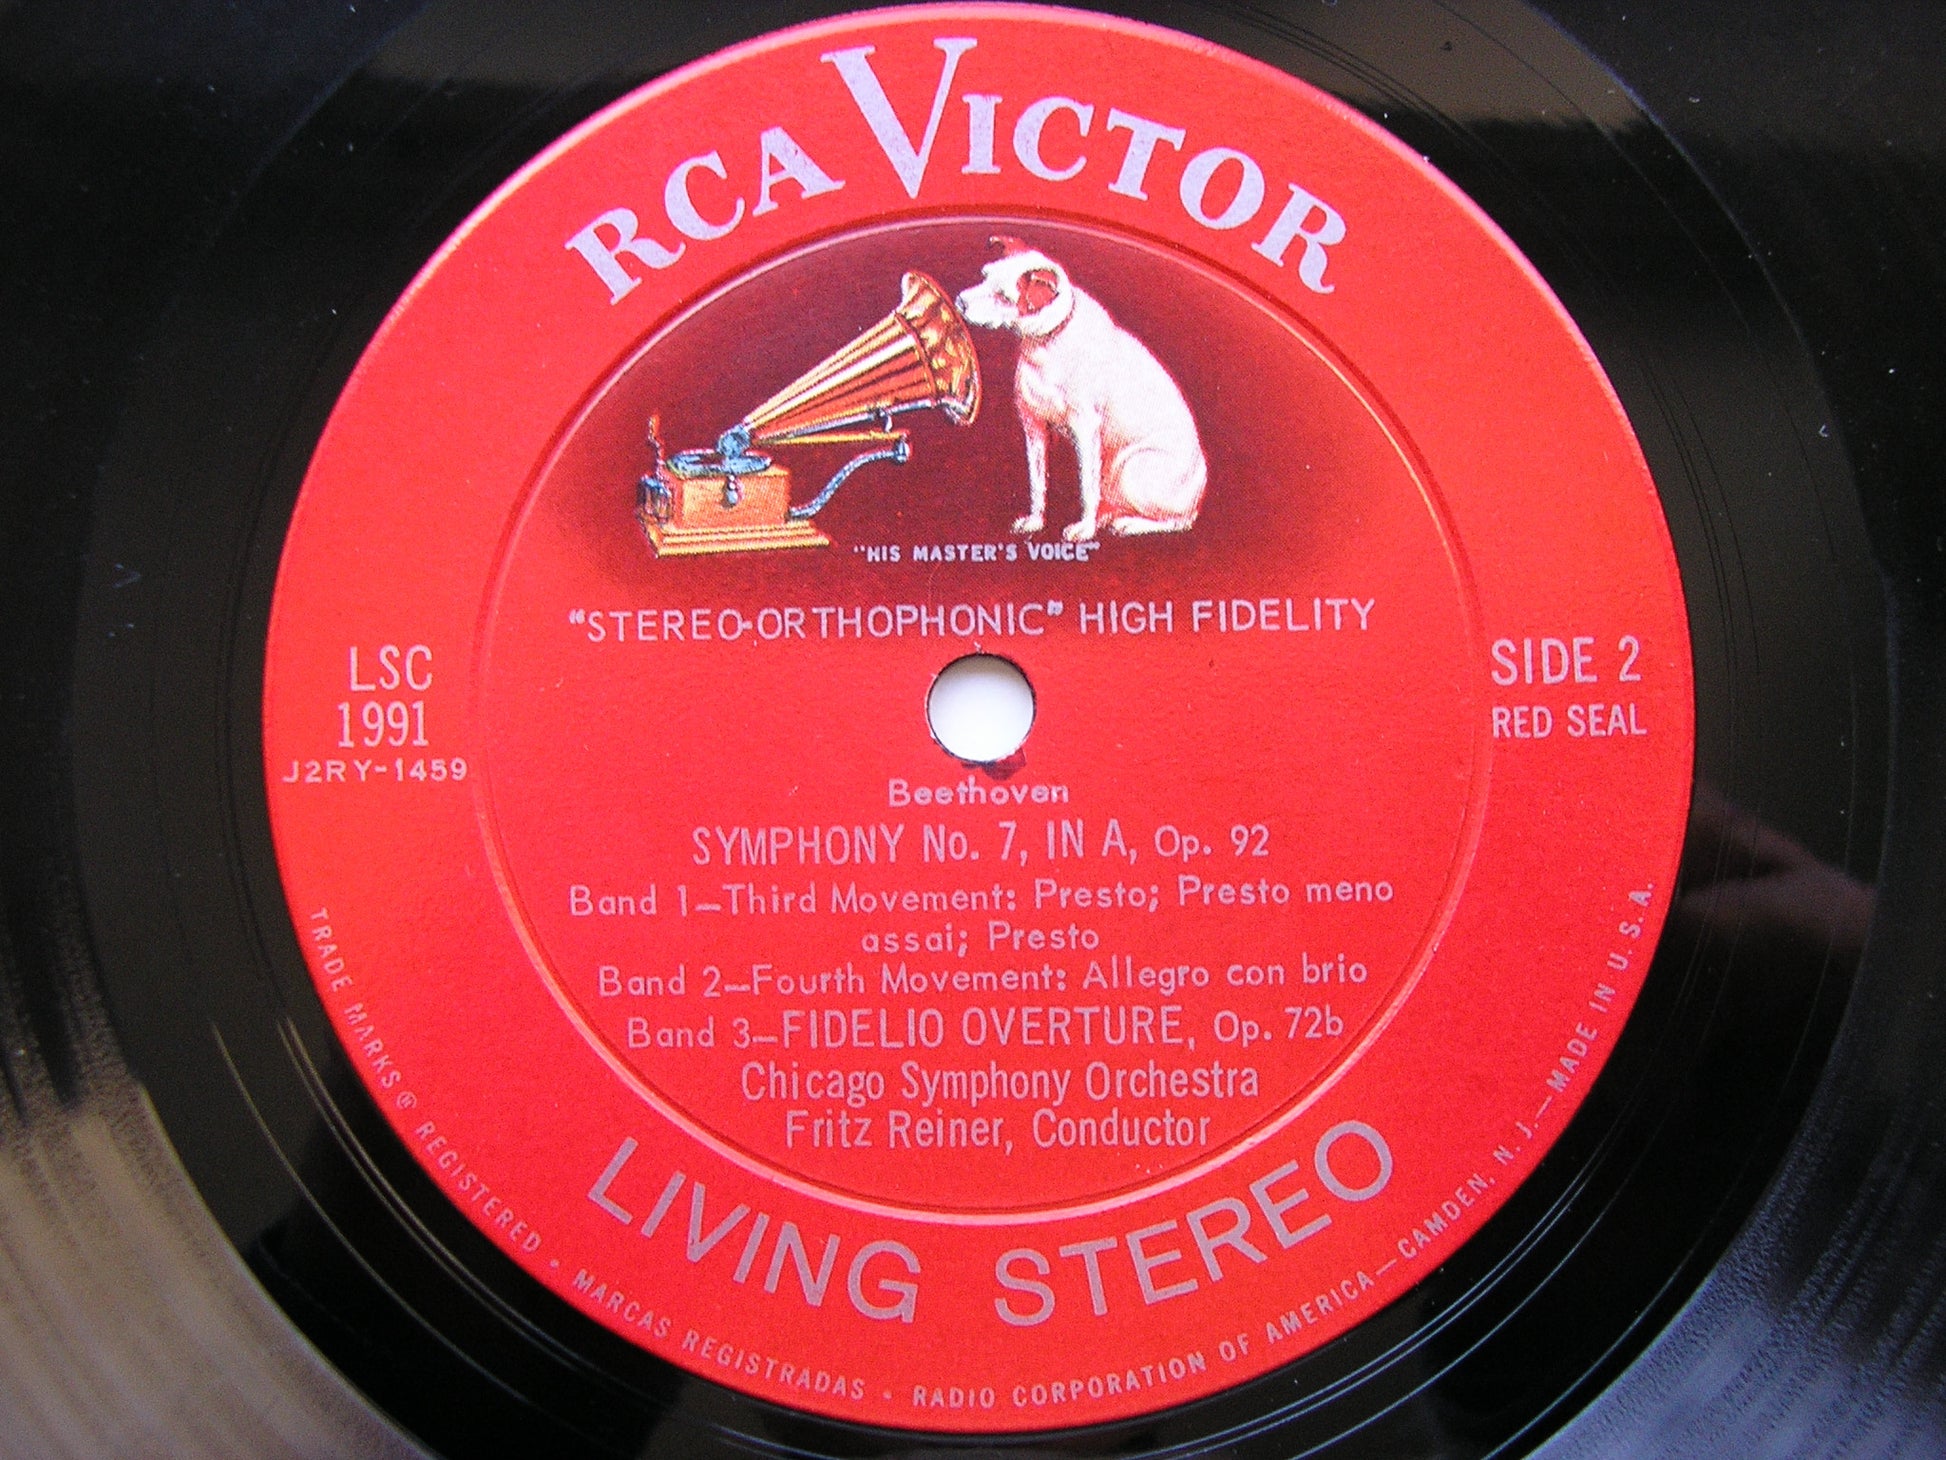 RCA VICTOR
"HIS MASTER'S VOICE"
"STEREO-ORTHOPHONIC" HIGH FIDELITY
LSC
1991
J2RY-1459
SIDE 2
RED SEAL
Beethoven
SYMPHONY No. 7, IN A, Op. 92
Band 1—Third Movement: Presto; Presto meno
assai; Presto
Band 2—Fourth Movement: Allegro con brio
Band 3—FIDELIO OVERTURE, Op. 72b
Chicago Symphony Orchestra
Fritz Reiner, Conductor
LIVING STEREO
TRADE MARKS ® REGISTERED • MARCAS REGISTRADAS • RADIO CORPORATION OF AMERICA—CAMDEN, N. J.—MADE IN U. S. A.